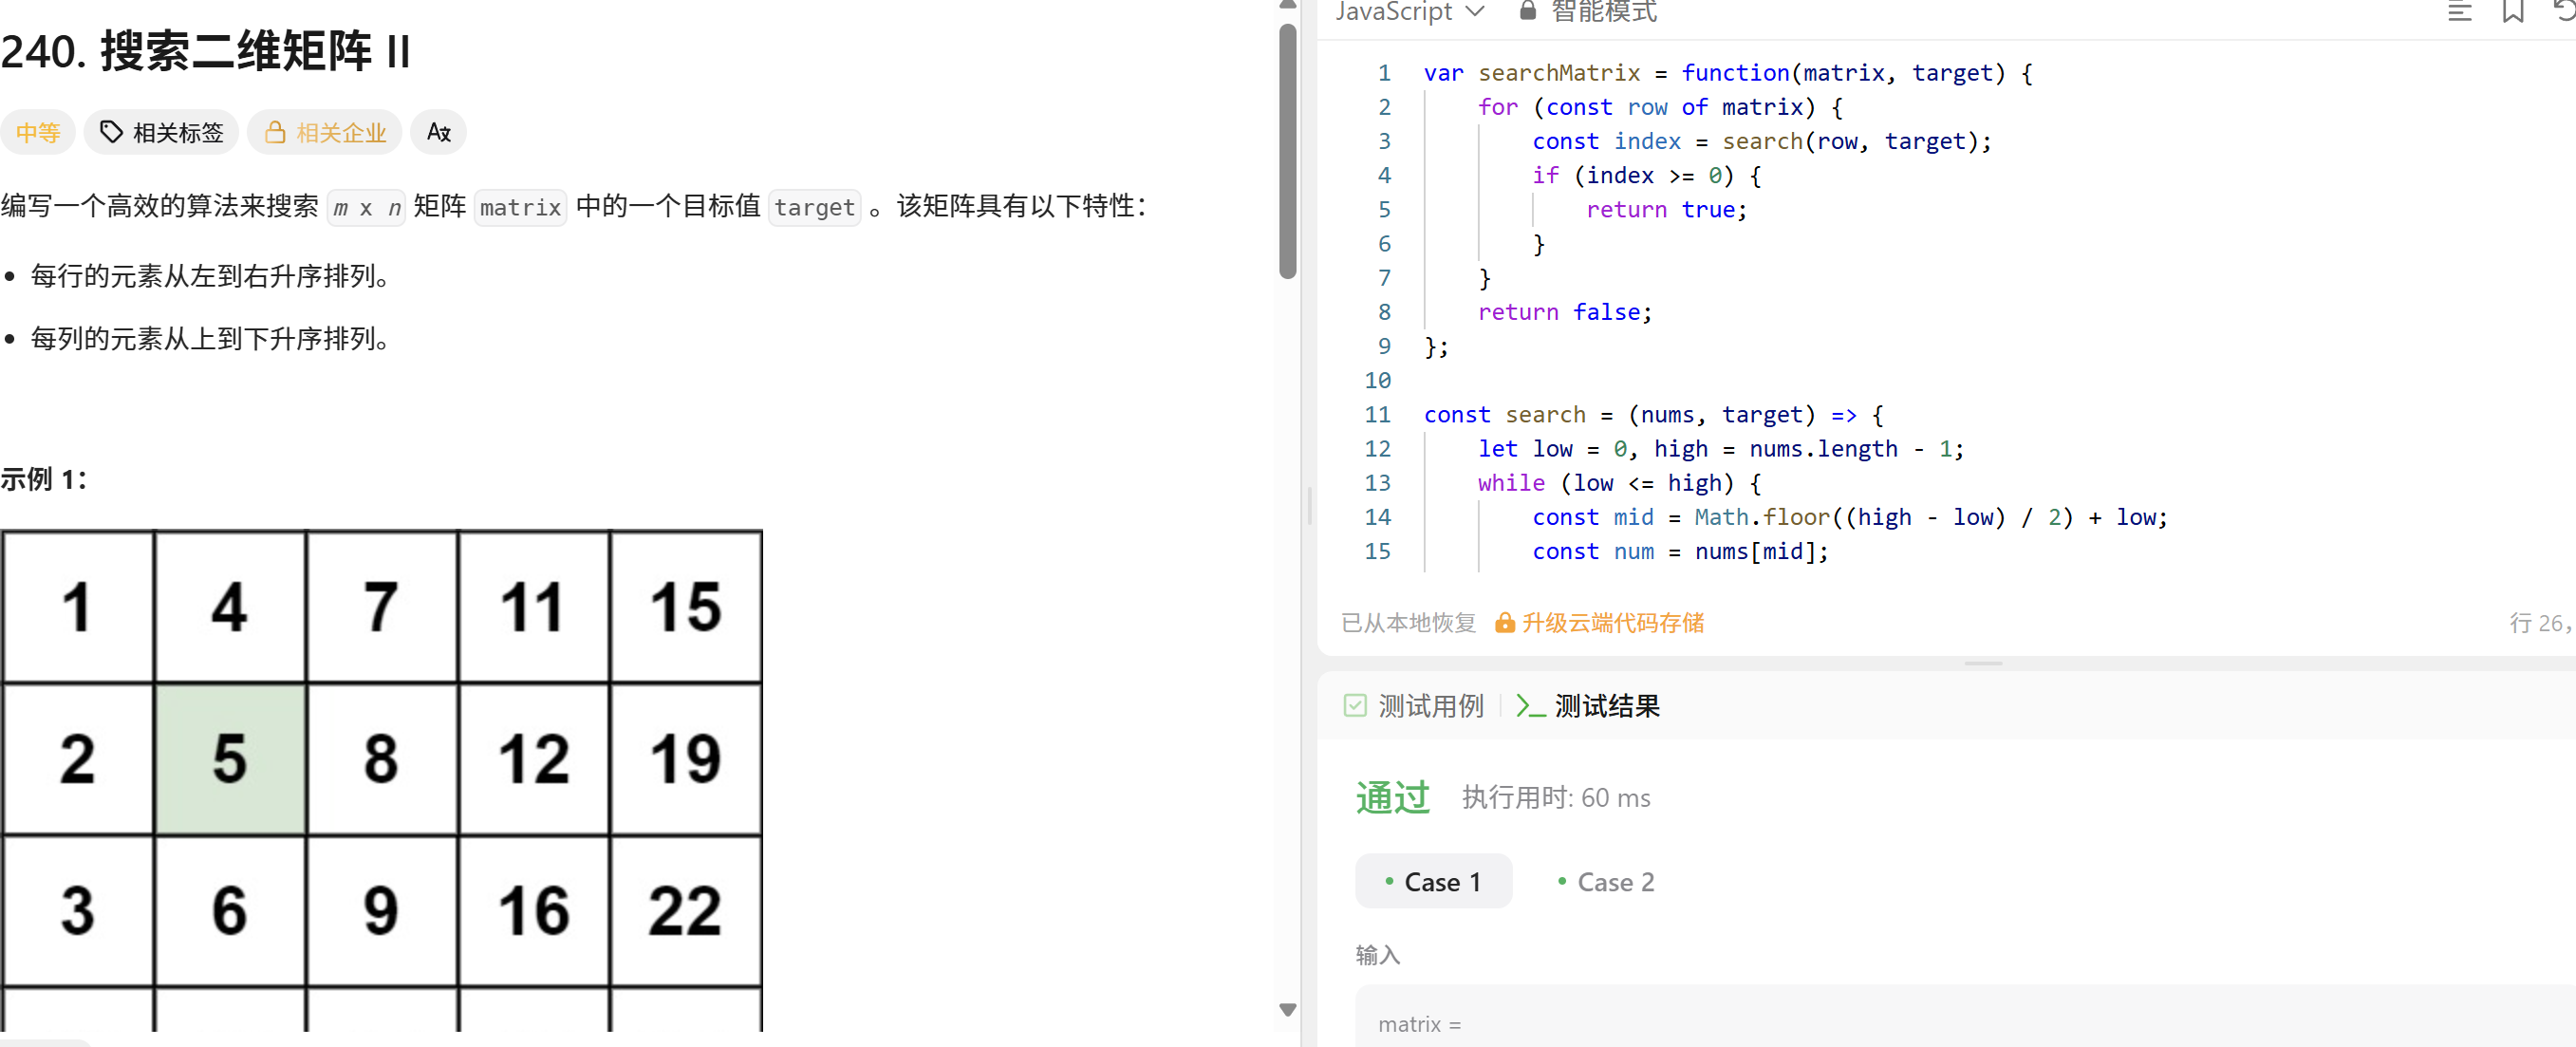 240. 搜索二维矩阵 II
中等 相关标签 相关企业
编写一个高效的算法来搜索 m x n 矩阵 matrix 中的一个目标值 target 。该矩阵具有以下特性：
每行的元素从左到右升序排列。
每列的元素从上到下升序排列。
示例 1：
1 4 7 11 15
2 5 8 12 19
3 6 9 16 22
JavaScript 智能模式
1 var searchMatrix = function(matrix, target) {
2 for (const row of matrix) {
3 const index = search(row, target);
4 if (index >= 0) {
5 return true;
6 }
7 }
8 return false;
9 };
10
11 const search = (nums, target) => {
12 let low = 0, high = nums.length - 1;
13 while (low <= high) {
14 const mid = Math.floor((high - low) / 2) + low;
15 const num = nums[mid];
已从本地恢复 升级云端代码存储 行 26,
测试用例 >_ 测试结果
通过 执行用时: 60 ms
• Case 1 • Case 2
输入
matrix =